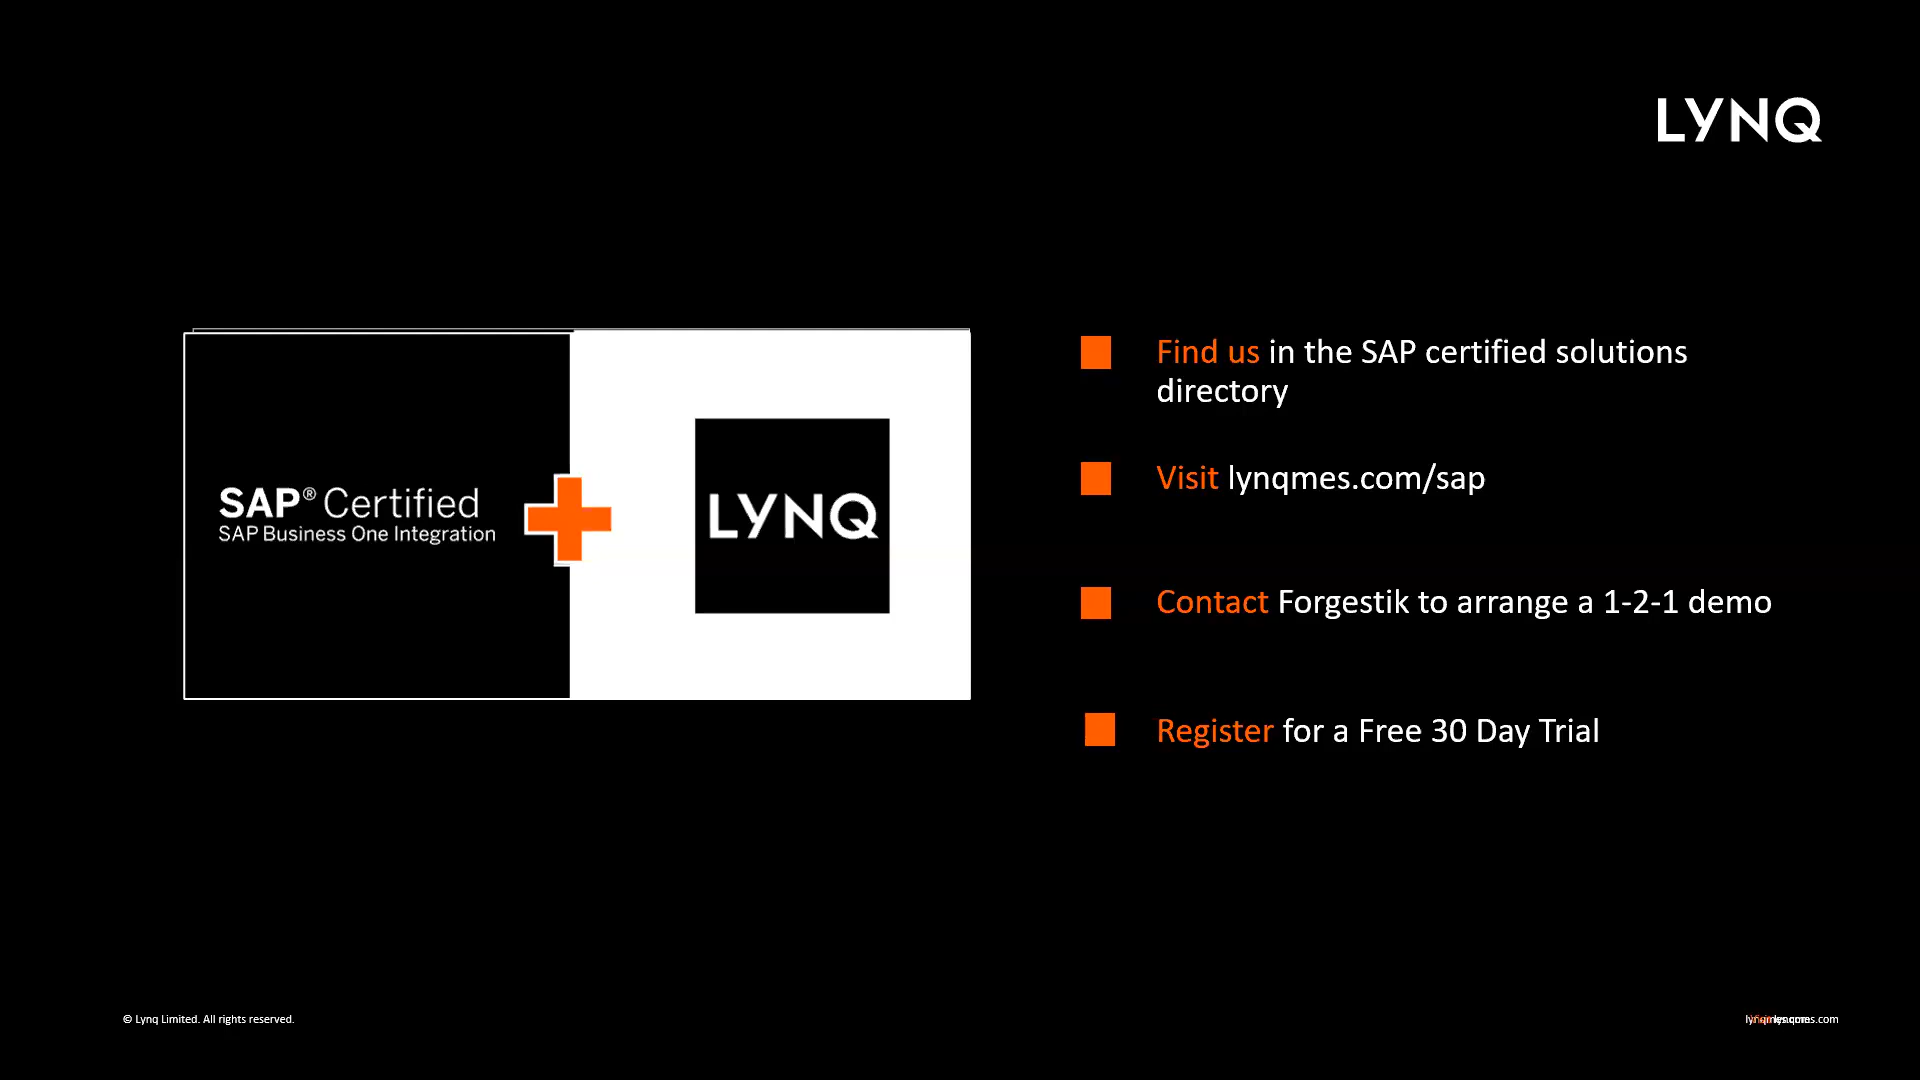 LYNQ
SAP® Certified
SAP Business One Integration
LYNQ
Find us in the SAP certified solutions
directory
Visit lynqmes.com/sap
Contact Forgestik to arrange a 1-2-1 demo
Register for a Free 30 Day Trial
© Lynq Limited. All rights reserved.